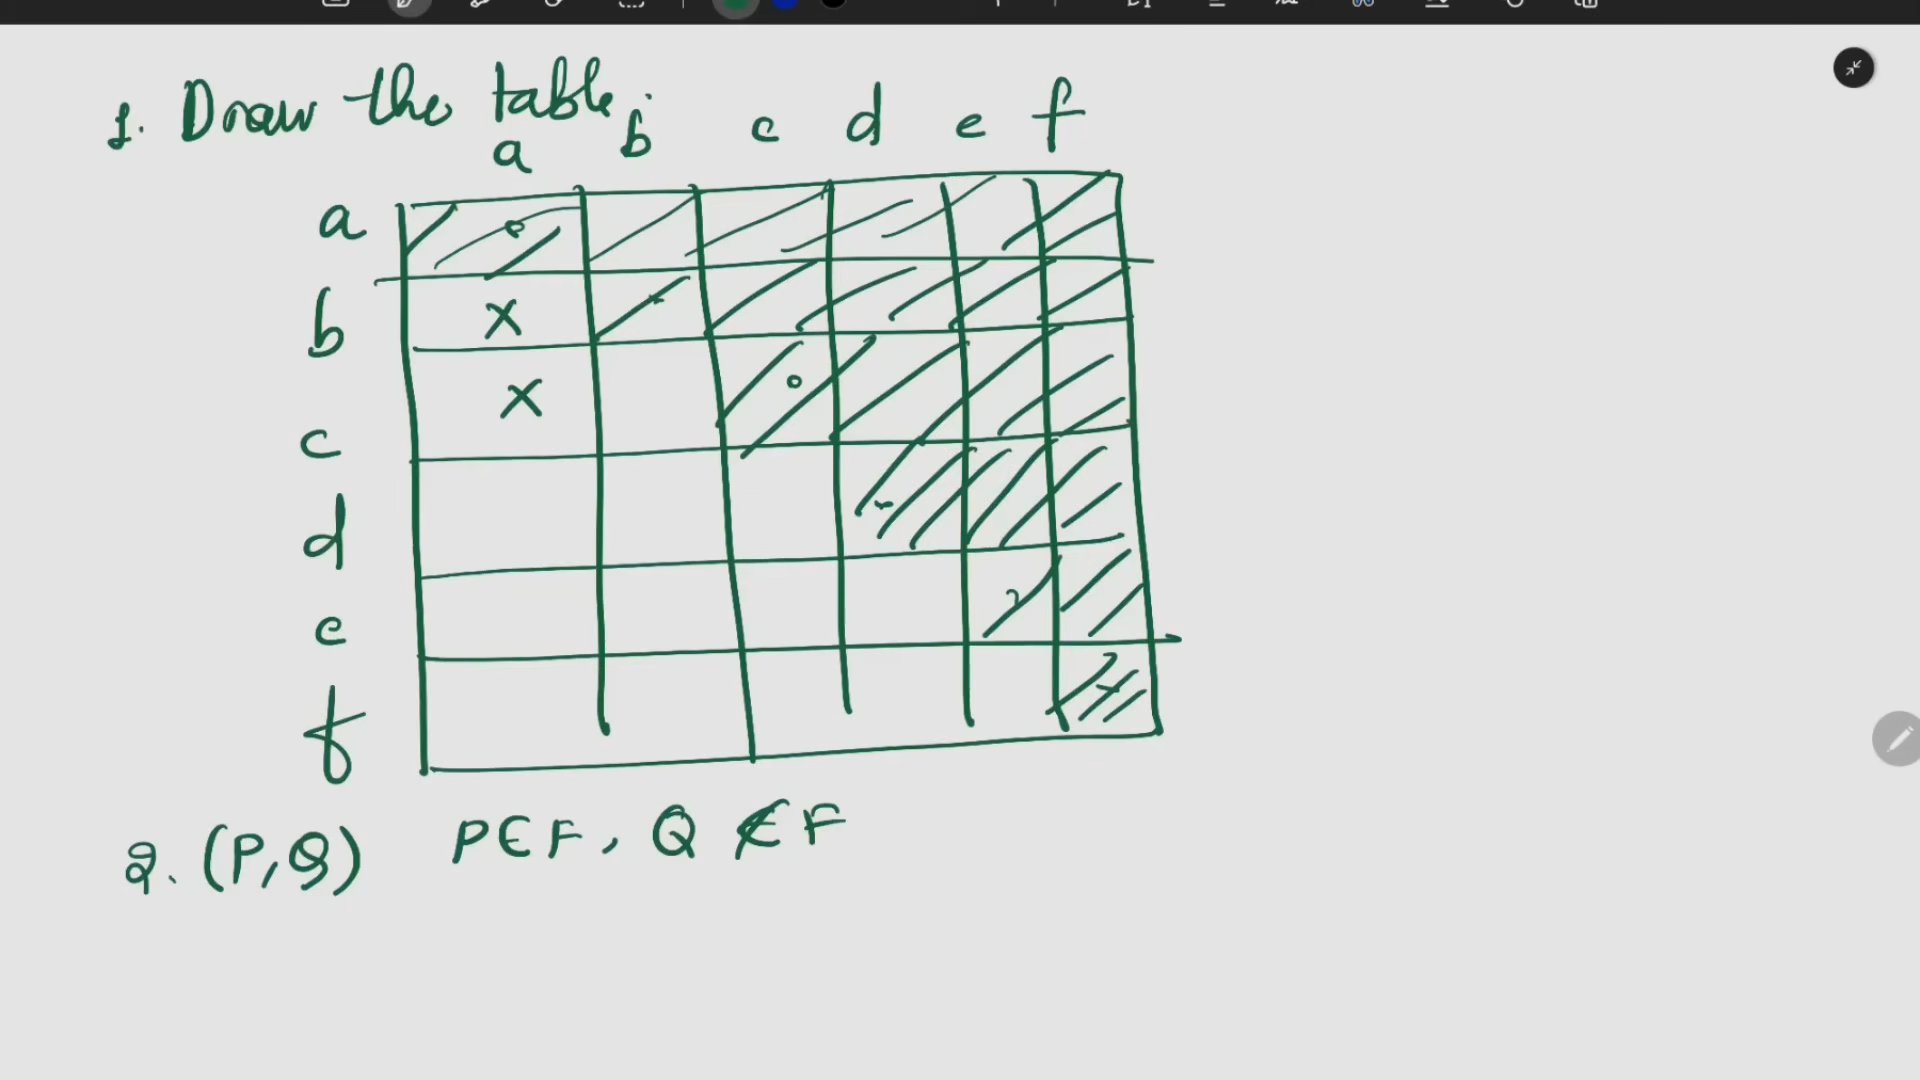 1. Draw the table.
a b c d e f
a
b X
c X
d
e
f
2. (P,Q) P∈F, Q∉F